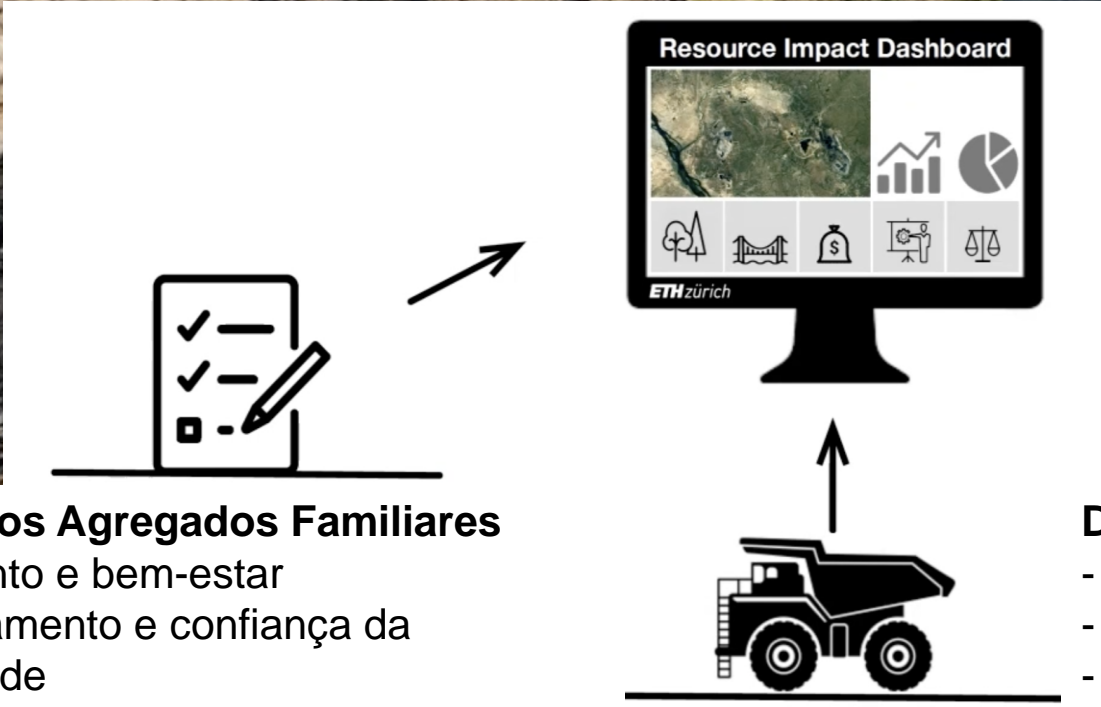 Resource Impact Dashboard
$
ETH zürich
os Agregados Familiares
nto e bem-estar
amento e confiança da
de
D
-
-
-